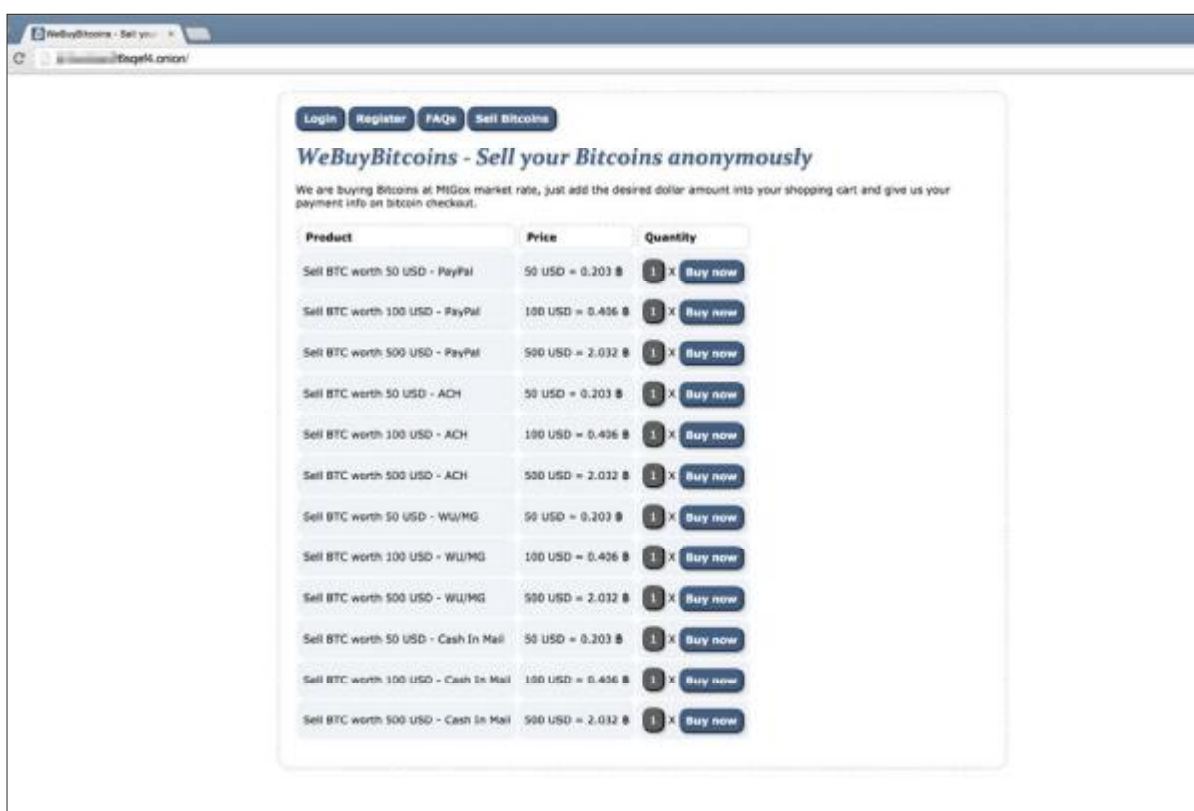 WeBuyBitcoins - Sell you
6sqef4.onion/
Login Register FAQs Sell Bitcoins
WeBuyBitcoins - Sell your Bitcoins anonymously
We are buying Bitcoins at MtGox market rate, just add the desired dollar amount into your shopping cart and give us your
payment info on bitcoin checkout.
Product Price Quantity
Sell BTC worth 50 USD - PayPal 50 USD = 0.203 ฿ 1 X Buy now
Sell BTC worth 100 USD - PayPal 100 USD = 0.406 ฿ 1 X Buy now
Sell BTC worth 500 USD - PayPal 500 USD = 2.032 ฿ 1 X Buy now
Sell BTC worth 50 USD - ACH 50 USD = 0.203 ฿ 1 X Buy now
Sell BTC worth 100 USD - ACH 100 USD = 0.406 ฿ 1 X Buy now
Sell BTC worth 500 USD - ACH 500 USD = 2.032 ฿ 1 X Buy now
Sell BTC worth 50 USD - WU/MG 50 USD = 0.203 ฿ 1 X Buy now
Sell BTC worth 100 USD - WU/MG 100 USD = 0.406 ฿ 1 X Buy now
Sell BTC worth 500 USD - WU/MG 500 USD = 2.032 ฿ 1 X Buy now
Sell BTC worth 50 USD - Cash In Mail 50 USD = 0.203 ฿ 1 X Buy now
Sell BTC worth 100 USD - Cash In Mail 100 USD = 0.406 ฿ 1 X Buy now
Sell BTC worth 500 USD - Cash In Mail 500 USD = 2.032 ฿ 1 X Buy now